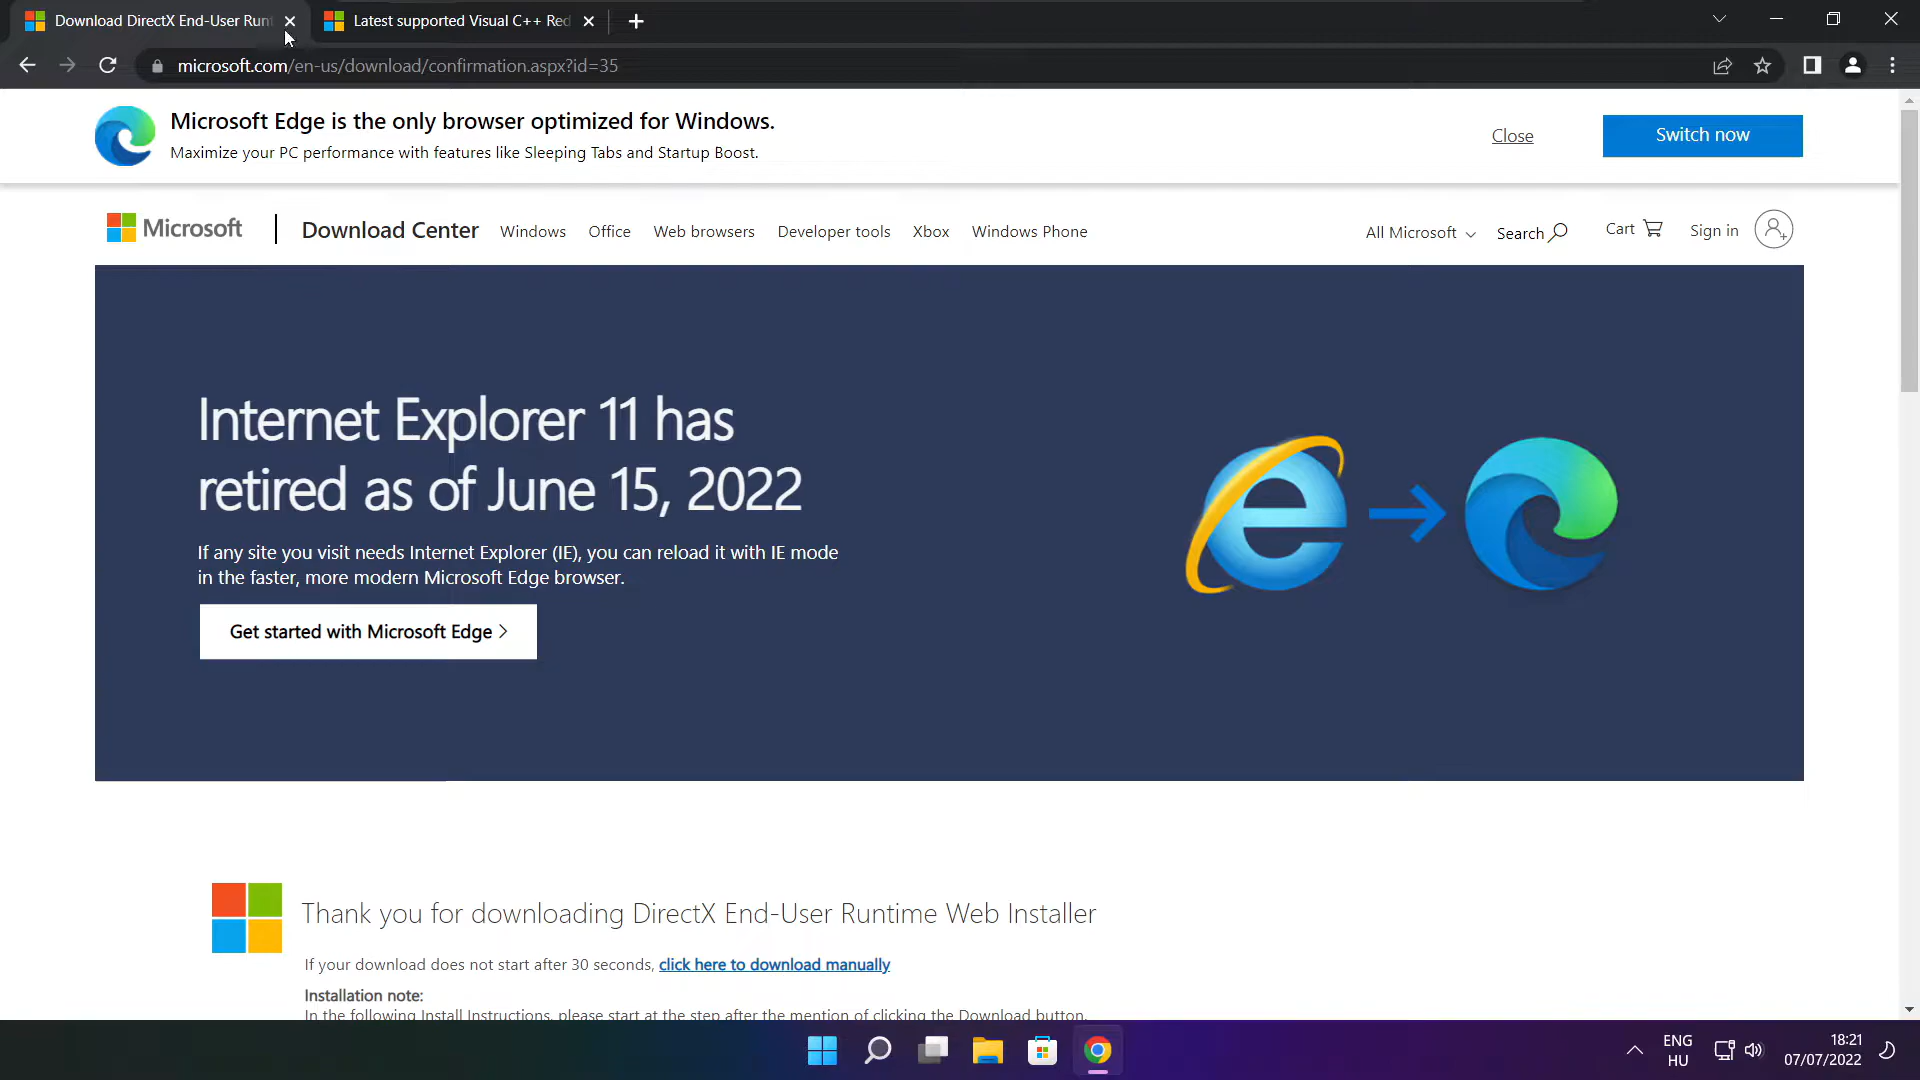 Download DirectX End-User Runt
Latest supported Visual C++ Red
microsoft.com/en-us/download/confirmation.aspx?id=35
Microsoft Edge is the only browser optimized for Windows.
Maximize your PC performance with features like Sleeping Tabs and Startup Boost.
Close
Switch now
Microsoft
Download Center
Windows
Office
Web browsers
Developer tools
Xbox
Windows Phone
All Microsoft
Search
Cart
Sign in
Internet Explorer 11 has
retired as of June 15, 2022
If any site you visit needs Internet Explorer (IE), you can reload it with IE mode
in the faster, more modern Microsoft Edge browser.
Get started with Microsoft Edge >
Thank you for downloading DirectX End-User Runtime Web Installer
If your download does not start after 30 seconds, click here to download manually
Installation note:
In the following Install Instructions, please start at the step after the mention of clicking the Download button.
ENG
HU
18:21
07/07/2022